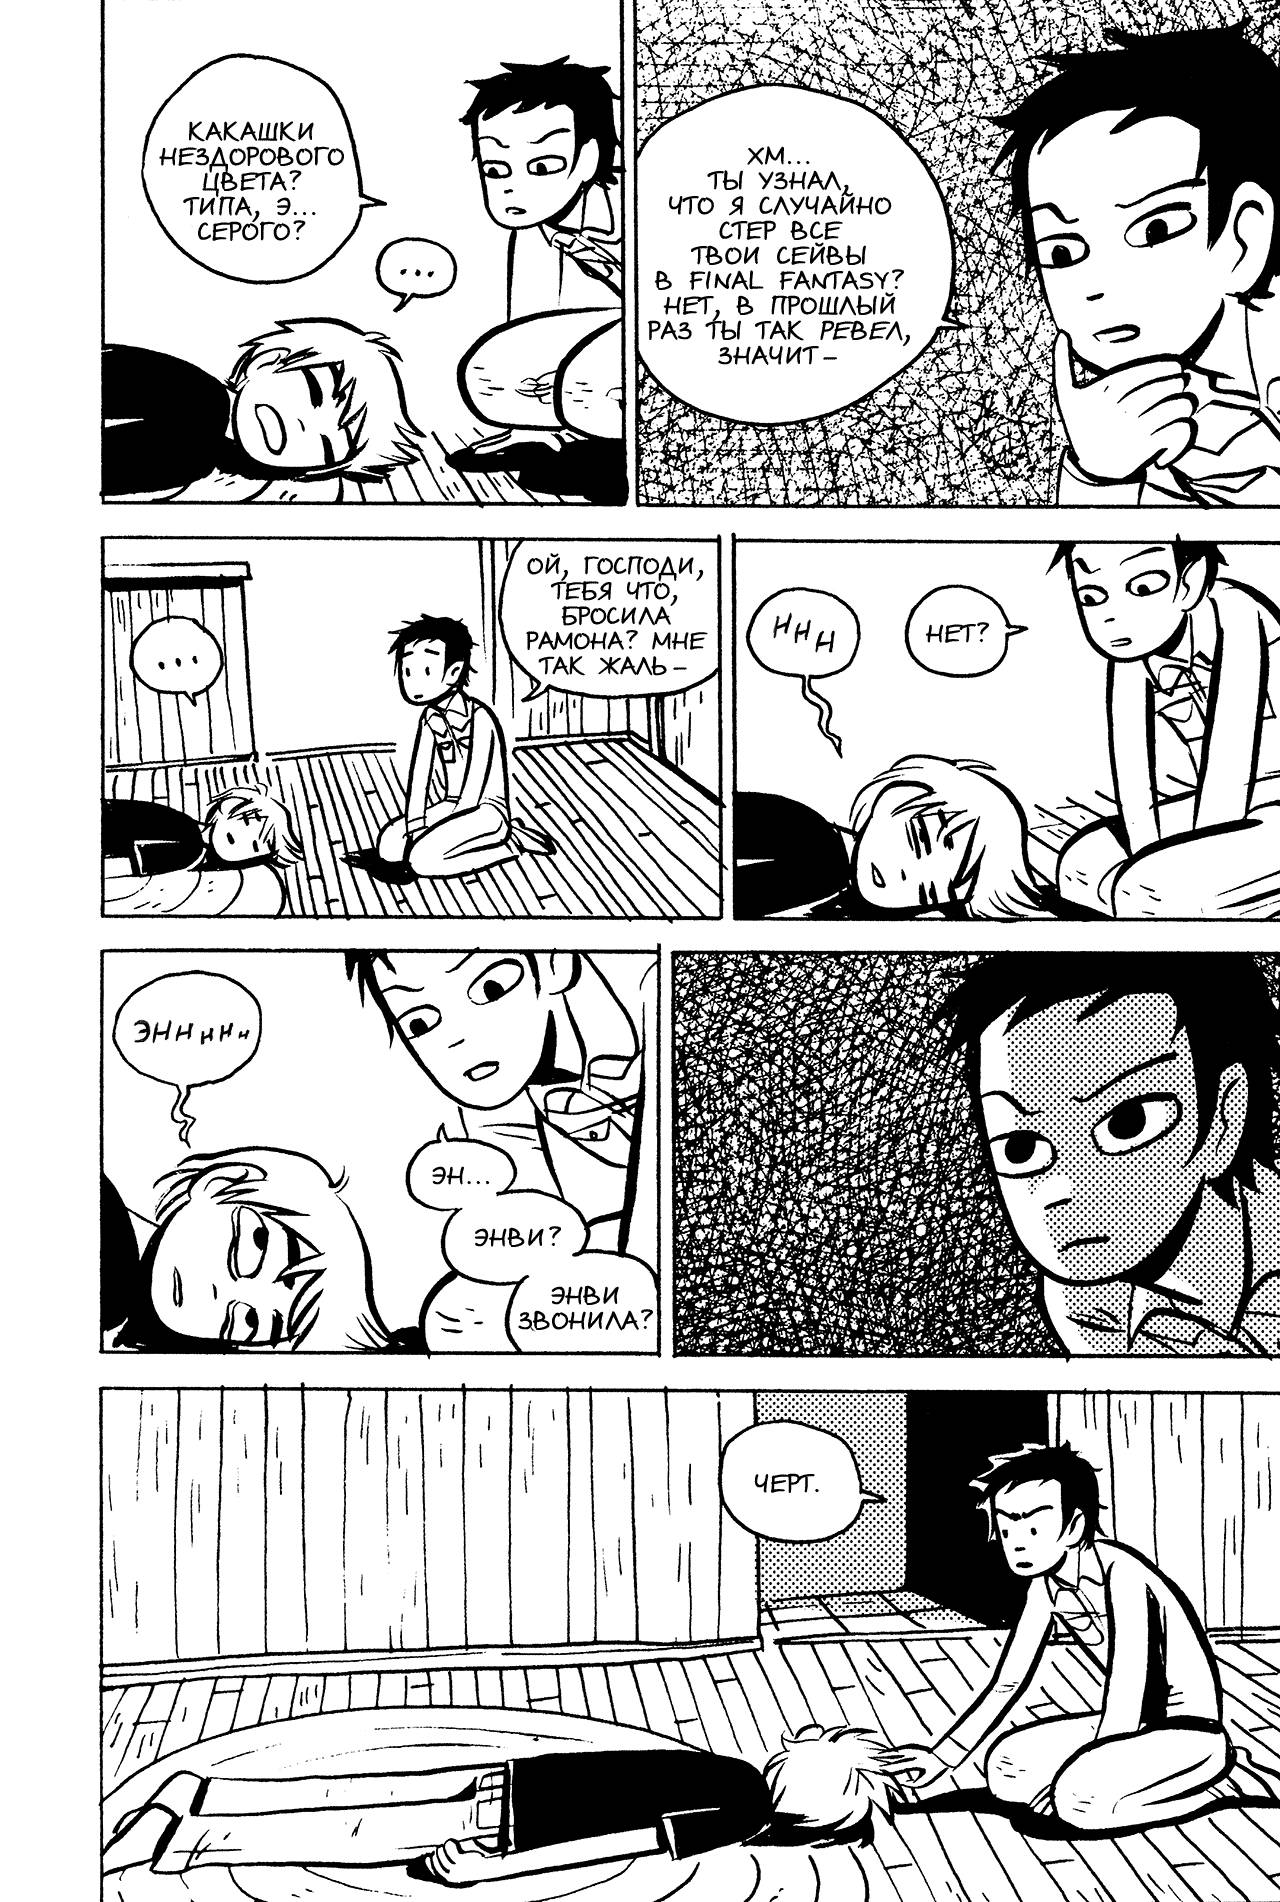 КАКАШКИ
НЕЗДОРОВОГО
ЦВЕТА?
ТИПА, Э...
СЕРОГО?
...
ХМ...
ТЫ УЗНАЛ,
ЧТО Я СЛУЧАЙНО
СТЕР ВСЕ
ТВОИ СЕЙВЫ
В FINAL FANTASY?
НЕТ, В ПРОШЛЫЙ
РАЗ ТЫ ТАК РЕВЕЛ,
ЗНАЧИТ—
...
ОЙ, ГОСПОДИ,
ТЕБЯ ЧТО,
БРОСИЛА
РАМОНА? МНЕ
ТАК ЖАЛЬ—
ННН
НЕТ?
ЭННННН
ЭН...
ЭНВИ?
ЭНВИ
ЗВОНИЛА?
ЧЕРТ.